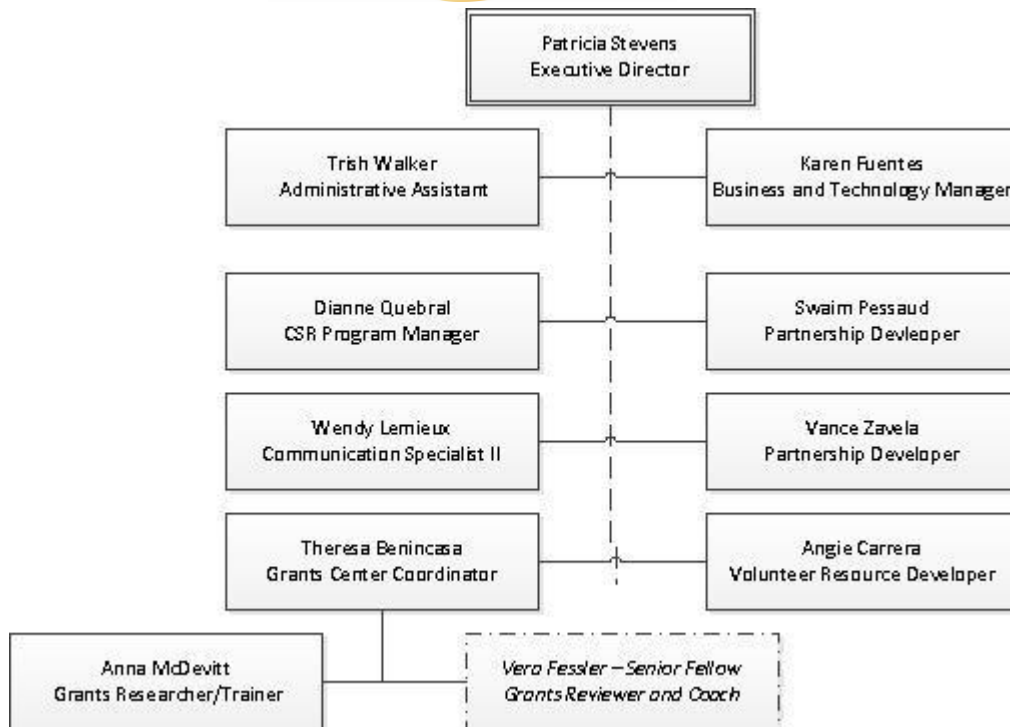 Patricia Stevens
Executive Director
Trish Walker
Administrative Assistant
Karen Fuentes
Business and Technology Manager
Dianne Quebral
CSR Program Manager
Swaim Pessaud
Partnership Devleoper
Wendy Lemieux
Communication Specialist II
Vance Zavela
Partnership Developer
Theresa Benincasa
Grants Center Coordinator
Angie Carrera
Volunteer Resource Developer
Anna McDevitt
Grants Researcher/Trainer
Vera Fessler – Senior Fellow
Grants Reviewer and Coach